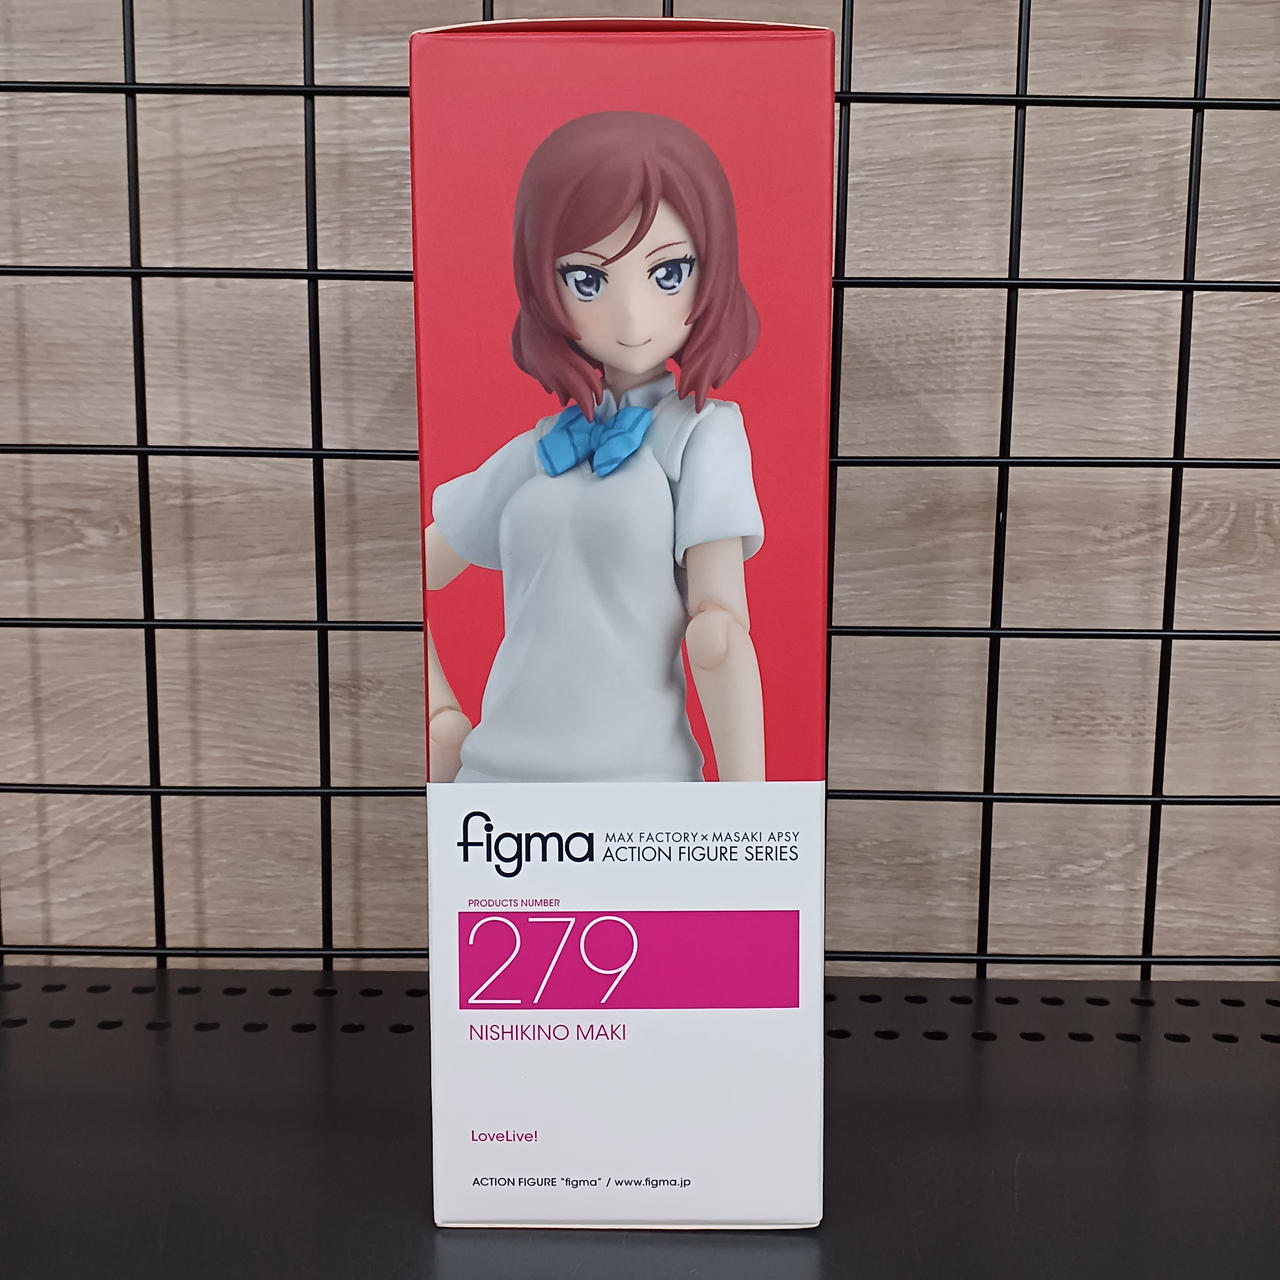 figma
MAX FACTORY×MASAKI APSY
ACTION FIGURE SERIES
PRODUCTS NUMBER
279
NISHIKINO MAKI
LoveLive!
ACTION FIGURE "figma" / www.figma.jp